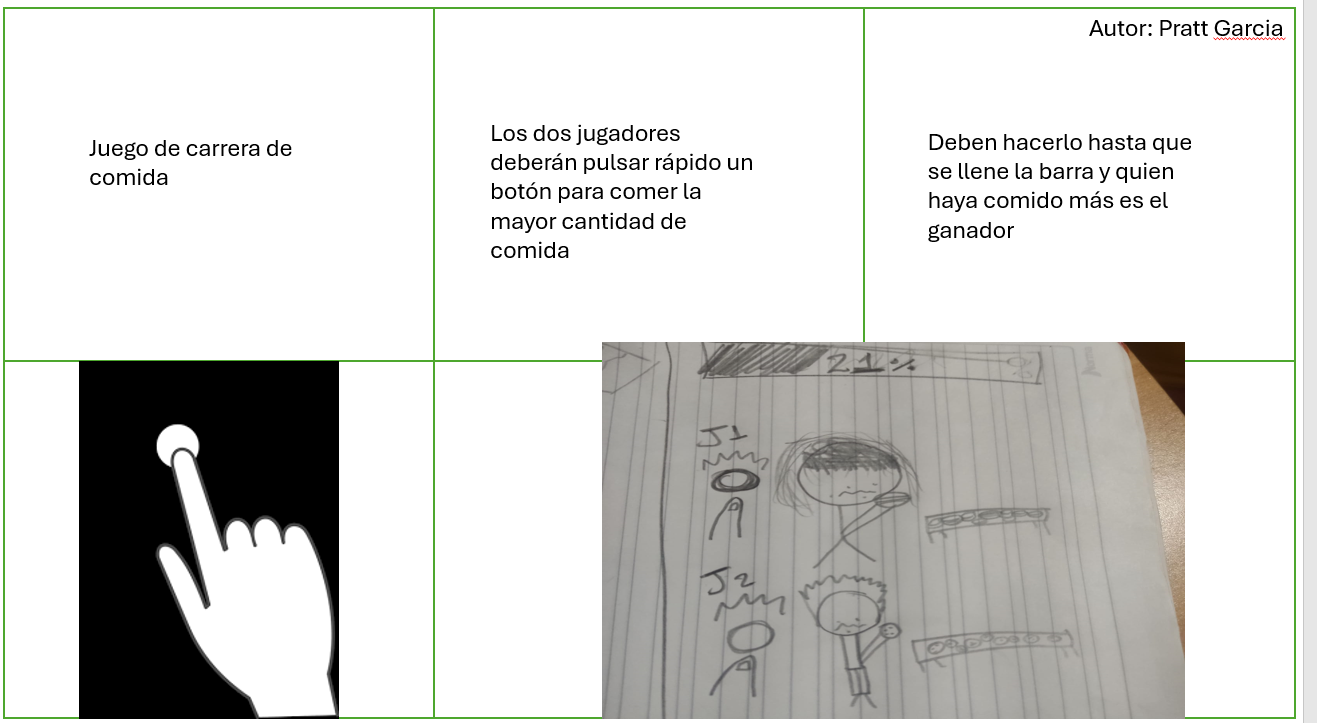 Autor: Pratt Garcia
Juego de carrera de
comida
Los dos jugadores
deberán pulsar rápido un
botón para comer la
mayor cantidad de
comida
Deben hacerlo hasta que
se llene la barra y quien
haya comido más es el
ganador
21%
J1
J2